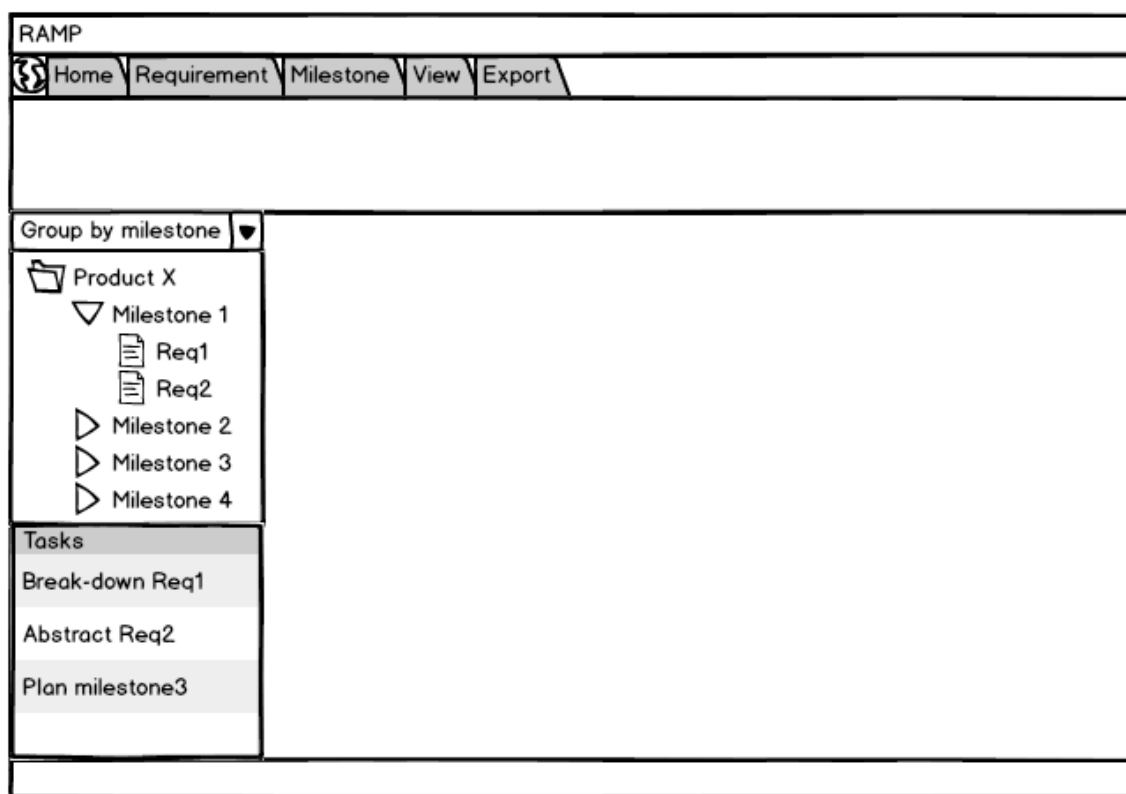 RAMP
Home Requirement Milestone View Export
Group by milestone
Product X
Milestone 1
Req1
Req2
Milestone 2
Milestone 3
Milestone 4
Tasks
Break-down Req1
Abstract Req2
Plan milestone3